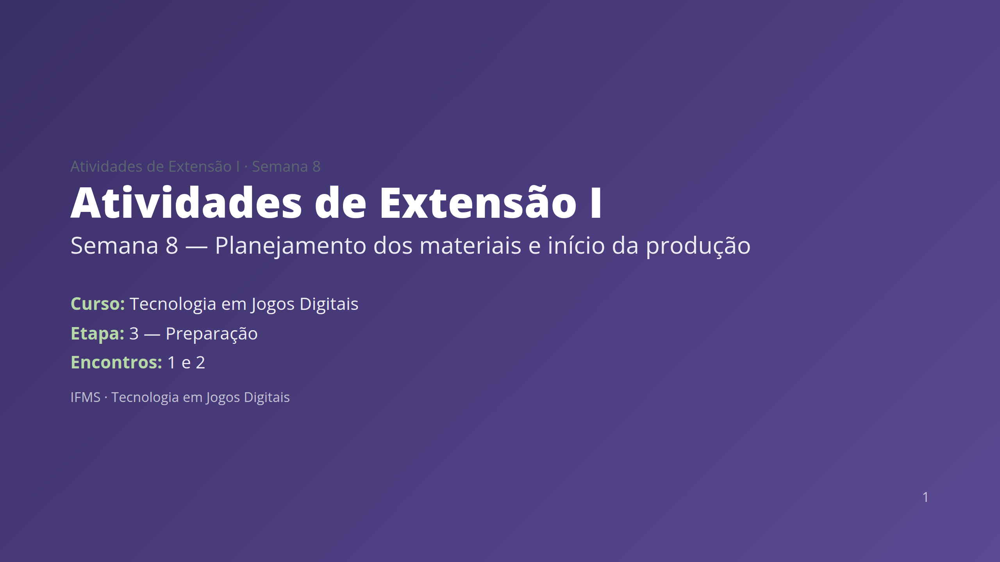 Atividades de Extensão I · Semana 8
Atividades de Extensão I
Semana 8 — Planejamento dos materiais e início da produção
Curso: Tecnologia em Jogos Digitais
Etapa: 3 — Preparação
Encontros: 1 e 2
IFMS · Tecnologia em Jogos Digitais
1